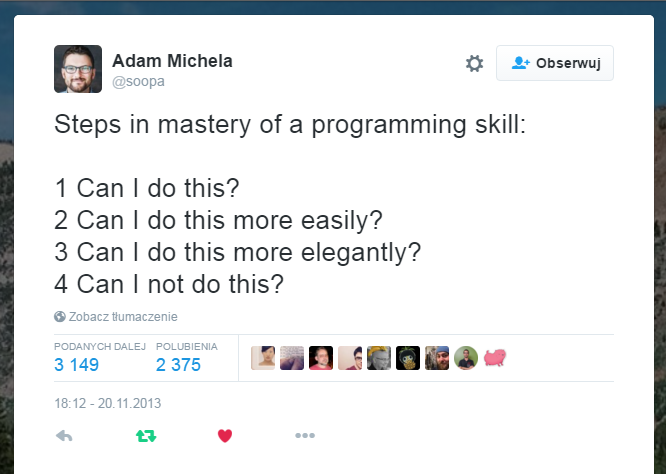 Adam Michela
@soopa
Obserwuj
Steps in mastery of a programming skill:
1 Can I do this?
2 Can I do this more easily?
3 Can I do this more elegantly?
4 Can I not do this?
Zobacz tłumaczenie
PODANYCH DALEJ POLUBIENIA
3 149 2 375
18:12 - 20.11.2013